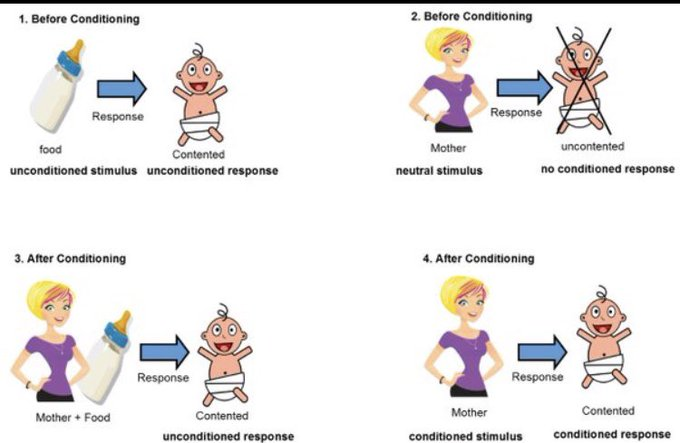 1. Before Conditioning
Response
food
Contented
unconditioned stimulus unconditioned response
2. Before Conditioning
Response
Mother
uncontented
neutral stimulus
no conditioned response
3. After Conditioning
Response
Mother + Food
Contented
unconditioned response
4. After Conditioning
Response
Mother
Contented
conditioned stimulus
conditioned response